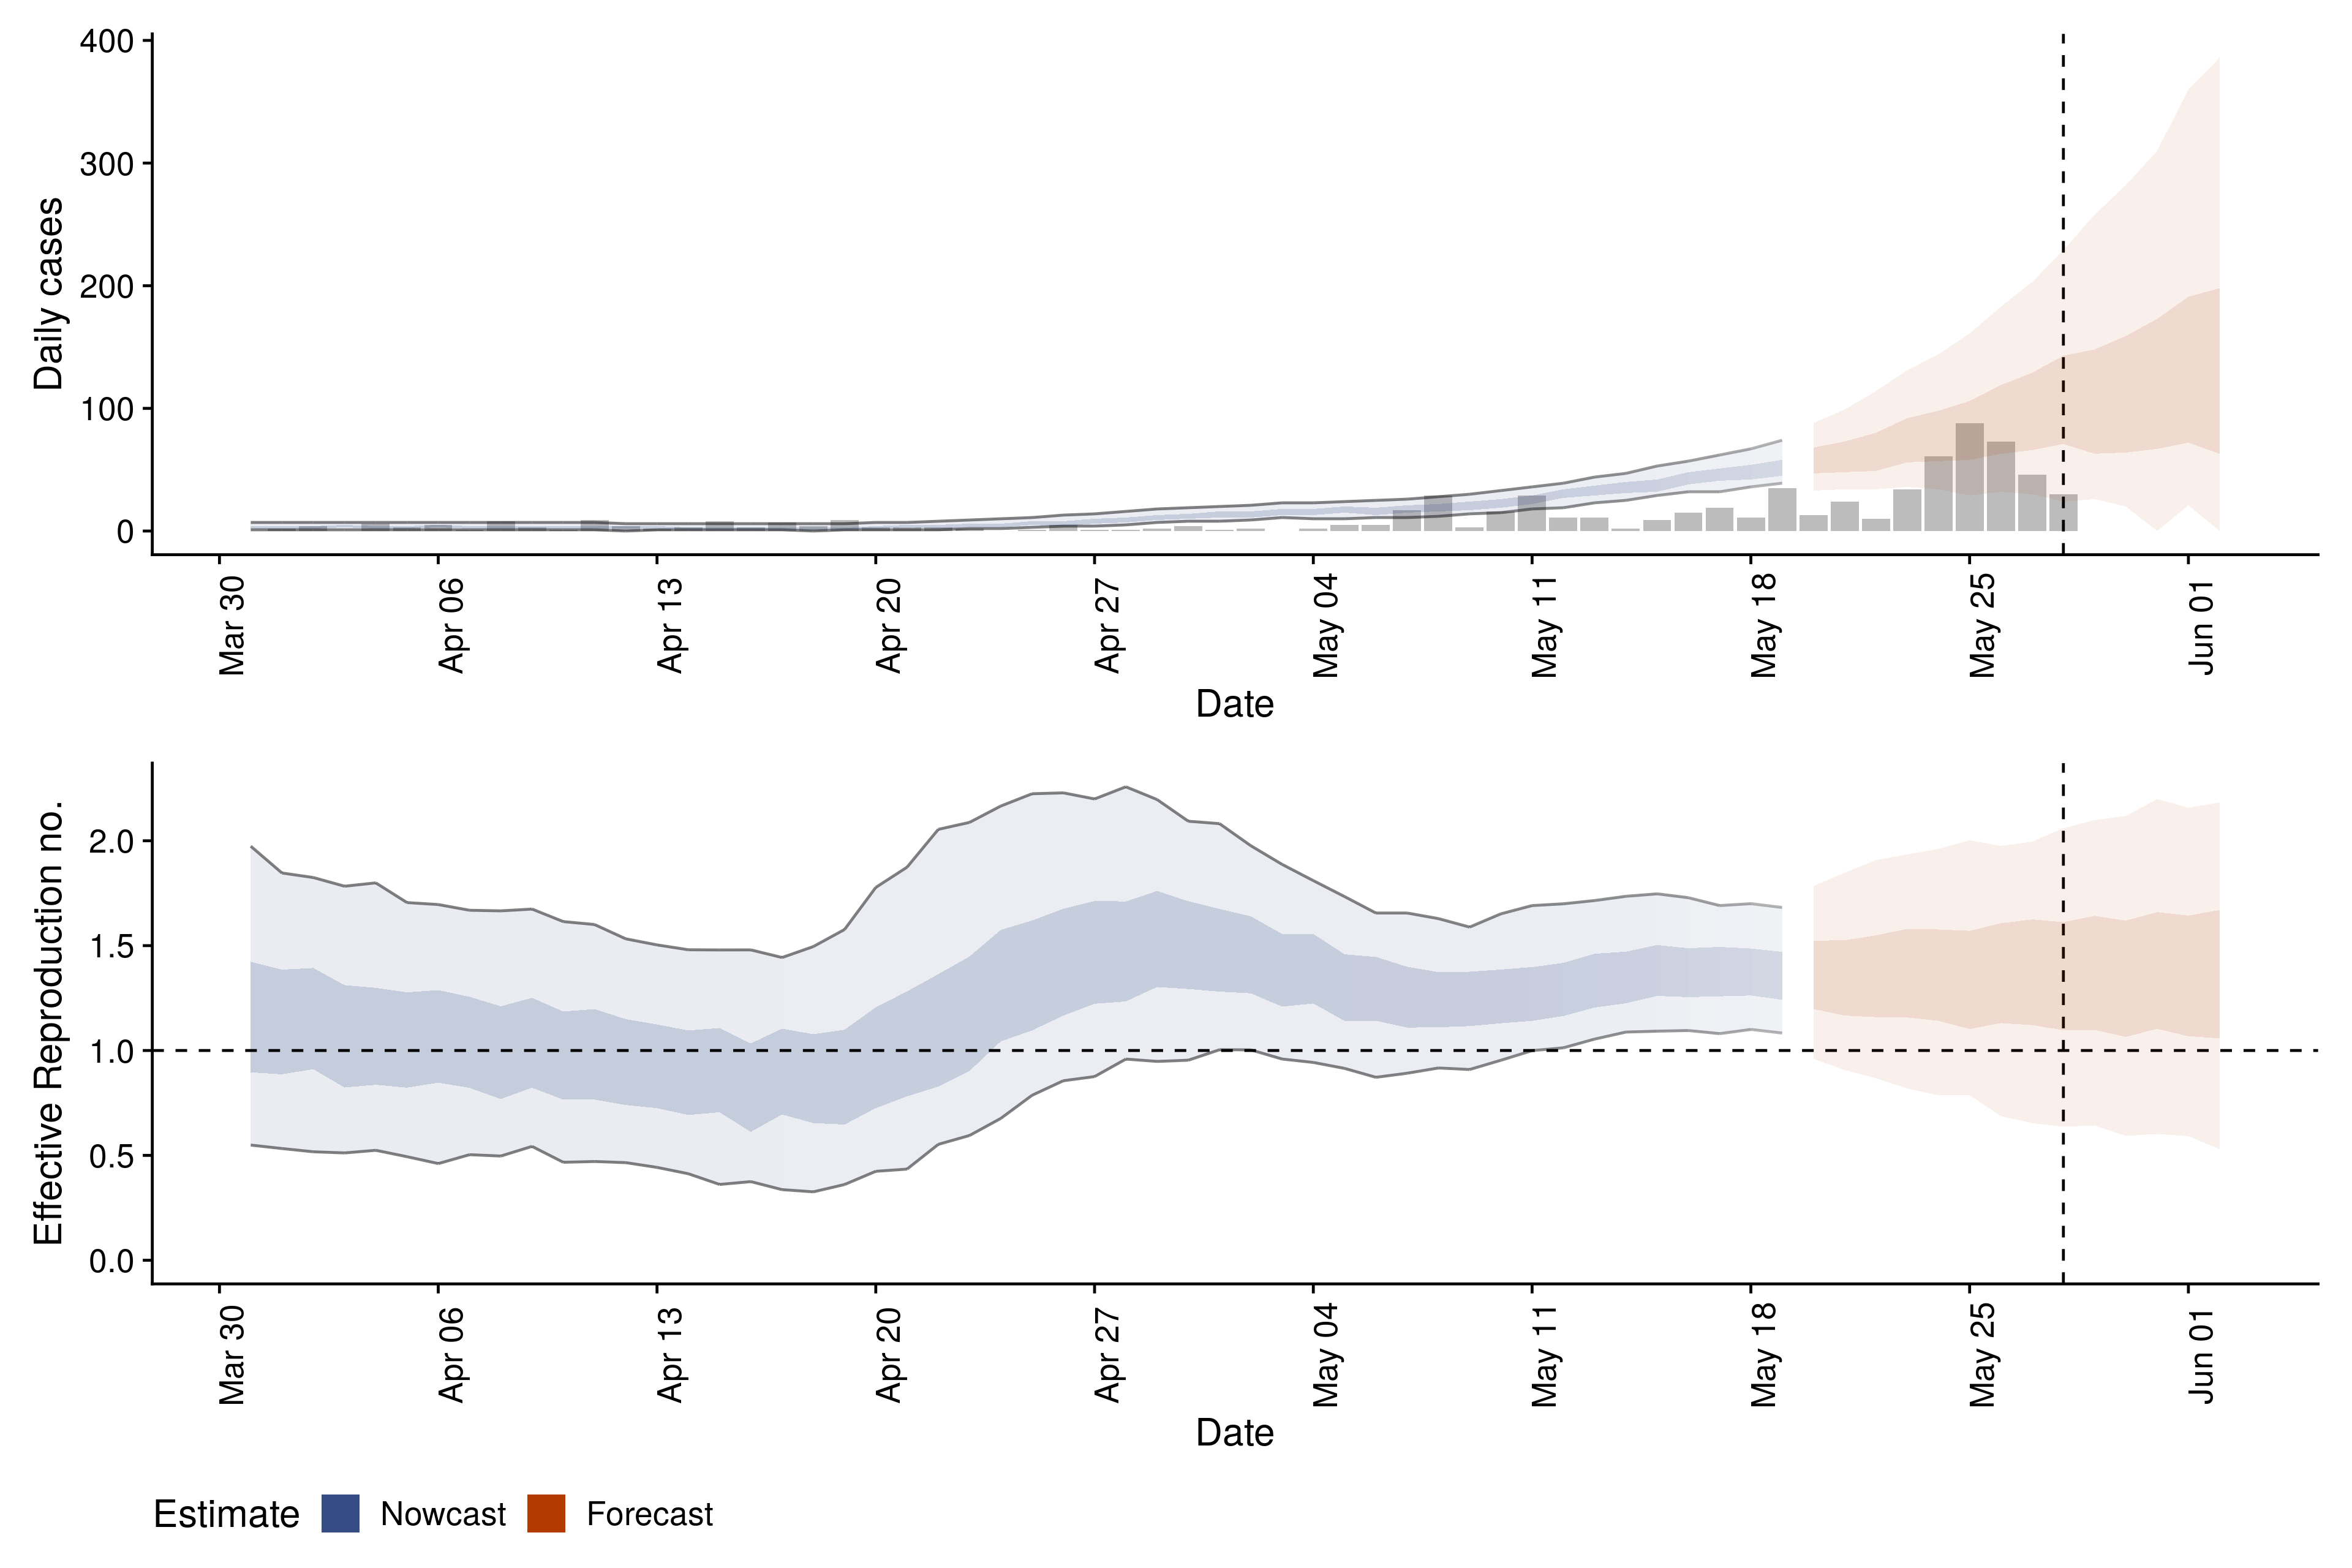 400
300
200
100
0
Daily cases
Mar 30
Apr 06
Apr 13
Apr 20
Apr 27
May 04
May 11
May 18
May 25
Jun 01
Date
2.0
1.5
1.0
0.5
0.0
Effective Reproduction no.
Mar 30
Apr 06
Apr 13
Apr 20
Apr 27
May 04
May 11
May 18
May 25
Jun 01
Date
Estimate Nowcast Forecast